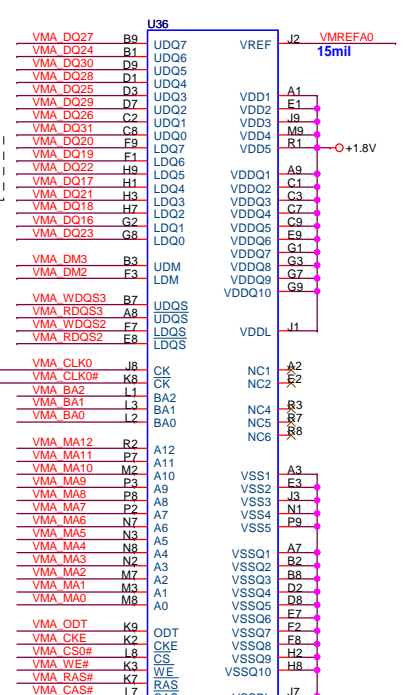 U36
VMA_DQ27 B9 UDQ7 VREF J2 VMREFA0
VMA_DQ24 B1 UDQ6 15mil
VMA_DQ30 D9 UDQ5
VMA_DQ28 D1 UDQ4
VMA_DQ25 D3 UDQ3 VDD1 A1
VMA_DQ29 D7 UDQ2 VDD2 E1
VMA_DQ26 C2 UDQ1 VDD3 J9
VMA_DQ31 C8 UDQ0 VDD4 M9
VMA_DQ20 F9 LDQ7 VDD5 R1 +1.8V
VMA_DQ19 F1 LDQ6
VMA_DQ22 H9 LDQ5 VDDQ1 A9
VMA_DQ17 H1 LDQ4 VDDQ2 C1
VMA_DQ21 H3 LDQ3 VDDQ3 C3
VMA_DQ18 H7 LDQ2 VDDQ4 C7
VMA_DQ16 G2 LDQ1 VDDQ5 C9
VMA_DQ23 G8 LDQ0 VDDQ6 E9
VDDQ7 G1
VMA_DM3 B3 UDM VDDQ8 G3
VMA_DM2 F3 LDM VDDQ9 G7
VDDQ10 G9
VMA_WDQS3 B7 UDQS
VMA_RDQS3 A8 UDQS
VMA_WDQS2 F7 LDQS VDDL J1
VMA_RDQS2 E8 LDQS
VMA_CLK0 J8 CK NC1 A2
VMA_CLK0# K8 CK NC2 E2
VMA_BA2 L1 BA2
VMA_BA1 L3 BA1 NC4 R3
VMA_BA0 L2 BA0 NC5 R7
NC6 R8
VMA_MA12 R2 A12
VMA_MA11 P7 A11
VMA_MA10 M2 A10 VSS1 A3
VMA_MA9 P3 A9 VSS2 E3
VMA_MA8 P8 A8 VSS3 J3
VMA_MA7 P2 A7 VSS4 N1
VMA_MA6 N7 A6 VSS5 P9
VMA_MA5 N3 A5
VMA_MA4 N8 A4 VSSQ1 A7
VMA_MA3 N2 A3 VSSQ2 B2
VMA_MA2 M7 A2 VSSQ3 B8
VMA_MA1 M3 A1 VSSQ4 D2
VMA_MA0 M8 A0 VSSQ5 D8
VSSQ6 E7
VMA_ODT K9 ODT VSSQ7 F2
VMA_CKE K2 CKE VSSQ8 F8
VMA_CS0# L8 CS VSSQ9 H2
VMA_WE# K3 WE VSSQ10 H8
VMA_RAS# K7 RAS
VMA_CAS# L7 J7